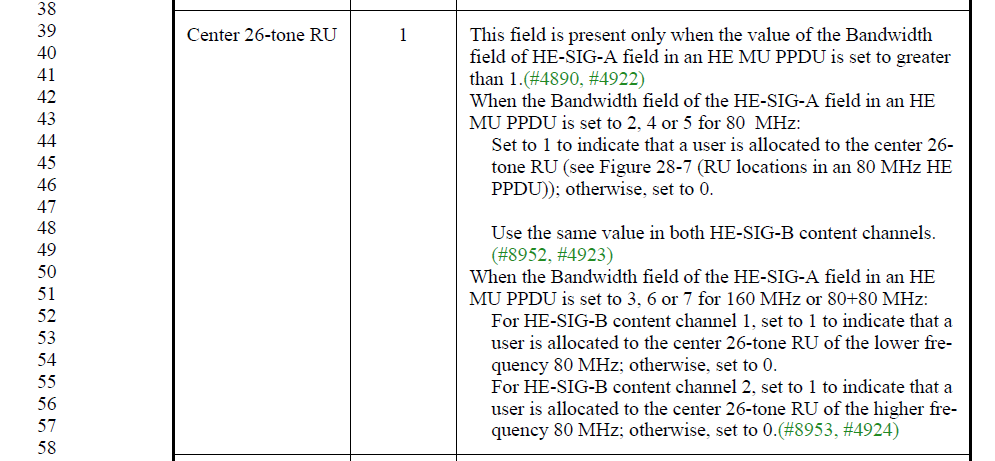 38
39
40
41
42
43
44
45
46
47
48
49
50
51
52
53
54
55
56
57
58
Center 26-tone RU
1
This field is present only when the value of the Bandwidth
field of HE-SIG-A field in an HE MU PPDU is set to greater
than 1.(#4890, #4922)
When the Bandwidth field of the HE-SIG-A field in an HE
MU PPDU is set to 2, 4 or 5 for 80 MHz:
Set to 1 to indicate that a user is allocated to the center 26-
tone RU (see Figure 28-7 (RU locations in an 80 MHz HE
PPDU)); otherwise, set to 0.
Use the same value in both HE-SIG-B content channels.
(#8952, #4923)
When the Bandwidth field of the HE-SIG-A field in an HE
MU PPDU is set to 3, 6 or 7 for 160 MHz or 80+80 MHz:
For HE-SIG-B content channel 1, set to 1 to indicate that a
user is allocated to the center 26-tone RU of the lower fre-
quency 80 MHz; otherwise, set to 0.
For HE-SIG-B content channel 2, set to 1 to indicate that a
user is allocated to the center 26-tone RU of the higher fre-
quency 80 MHz; otherwise, set to 0.(#8953, #4924)